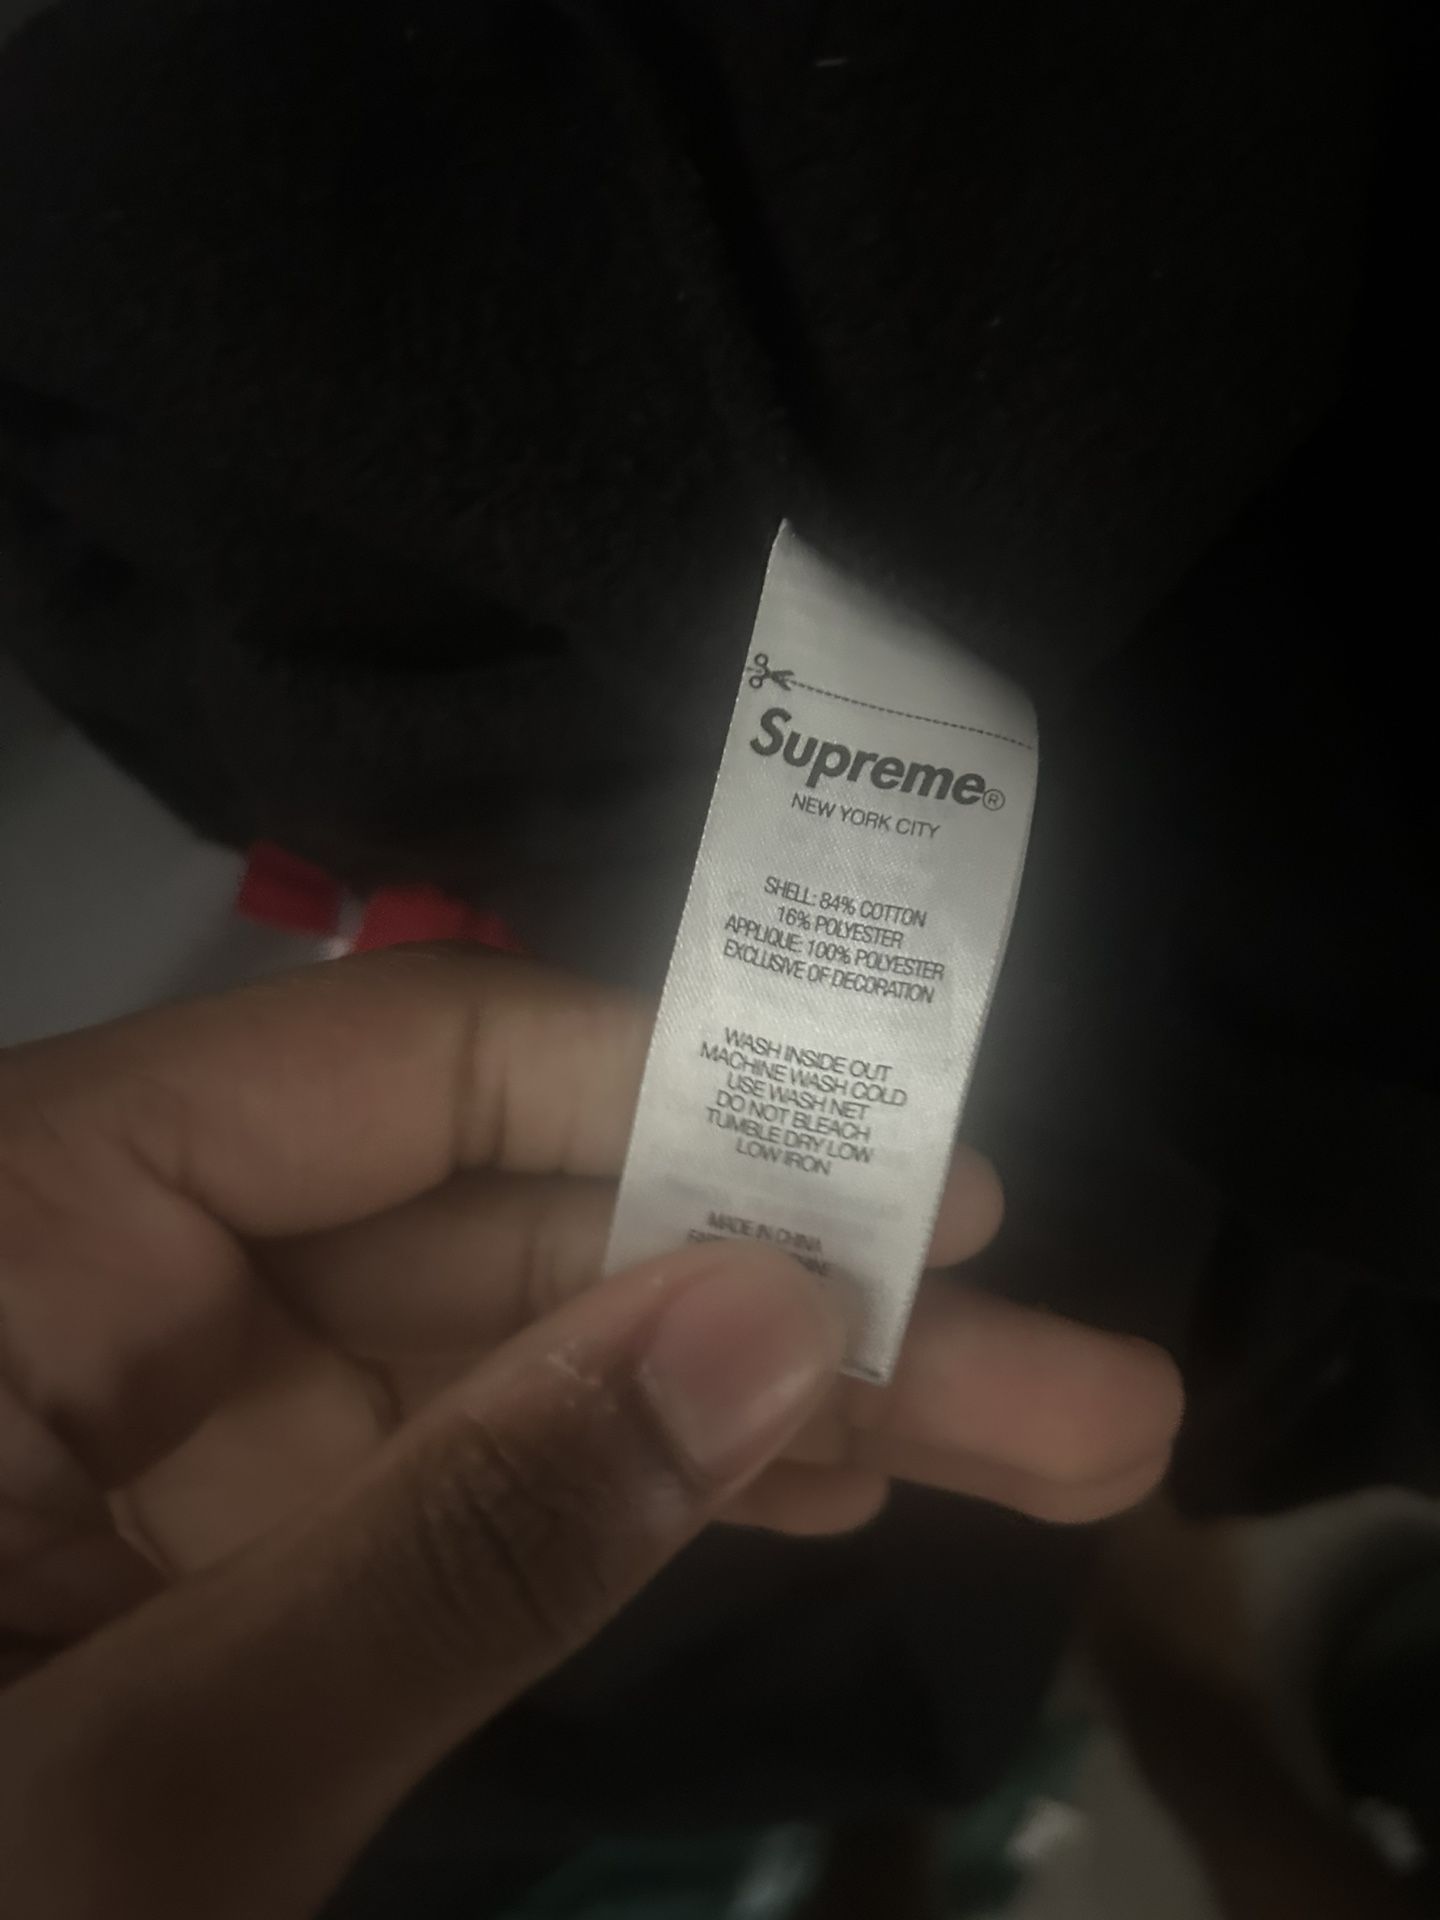 Supreme®
NEW YORK CITY
SHELL: 84% COTTON
16% POLYESTER
APPLIQUE: 100% POLYESTER
EXCLUSIVE OF DECORATION
WASH INSIDE OUT
MACHINE WASH COLD
USE WASH NET
DO NOT BLEACH
TUMBLE DRY LOW
LOW IRON
MADE IN CHINA